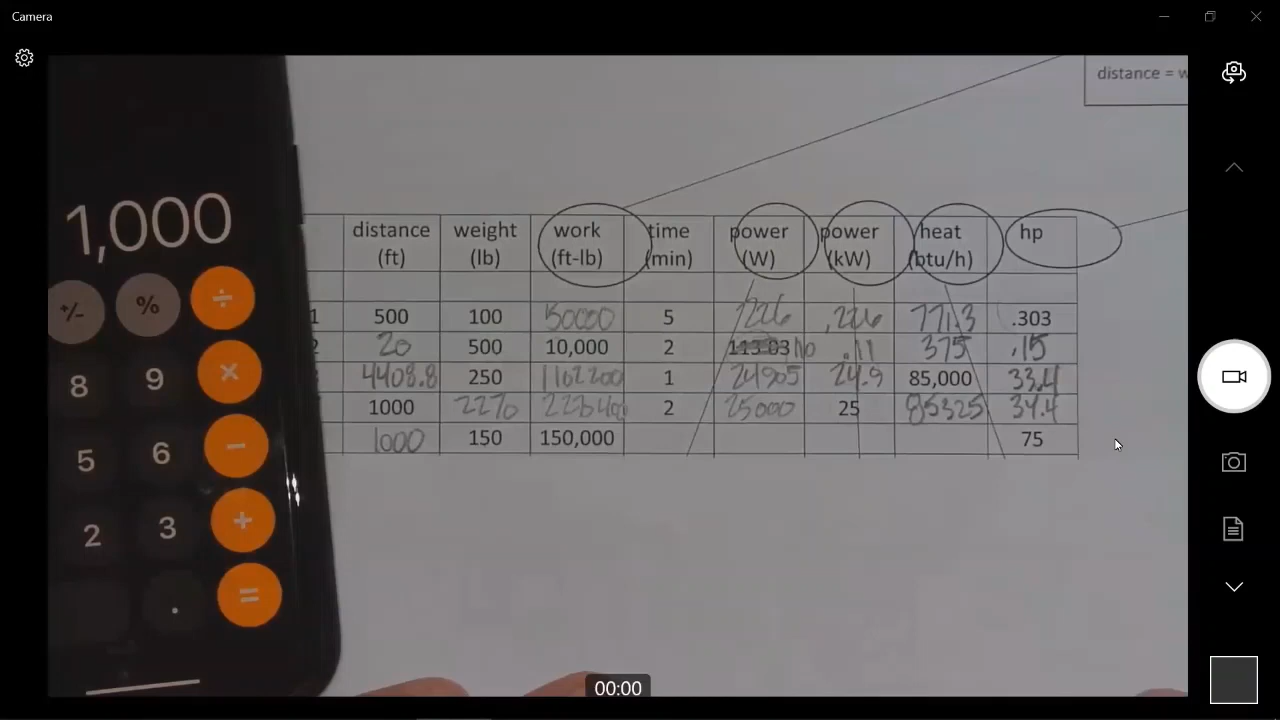 Camera
distance = w
1,000
+/- % ÷
8 9 ×
5 6 −
2 3 +
. =
distance (ft) weight (lb) work (ft-lb) time (min) power (W) power (kW) heat (btu/h) hp
1 500 100 50000 5 226 .226 771.3 .303
2 20 500 10,000 2 113.03 110 .11 375 .15
4408.8 250 1102200 1 24905 24.9 85,000 33.4
1000 2270 2 25000 25 85325 34.4
1000 150 150,000 75
00:00